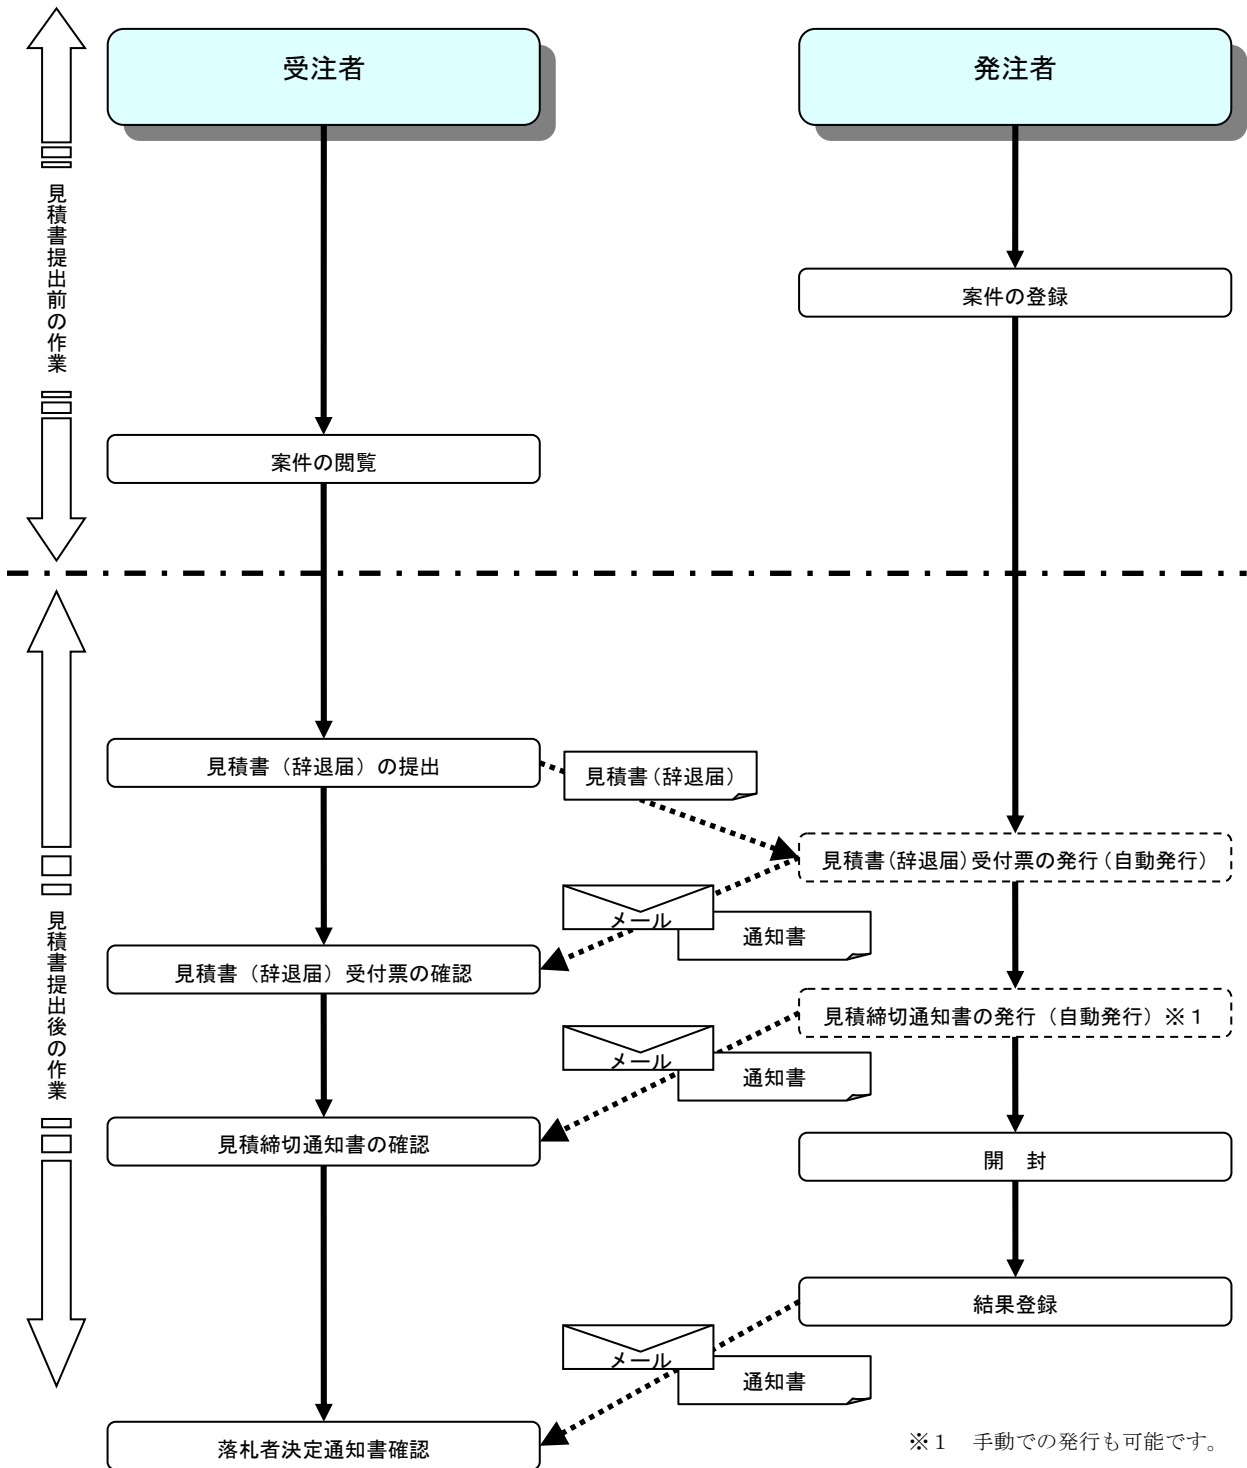 受注者
発注者
見積書提出前の作業
案件の登録
案件の閲覧
見積書提出後の作業
見積書（辞退届）の提出
見積書(辞退届)
見積書(辞退届)受付票の発行(自動発行)
メール
通知書
見積書（辞退届）受付票の確認
見積締切通知書の発行（自動発行）※１
メール
通知書
見積締切通知書の確認
開　封
結果登録
メール
通知書
落札者決定通知書確認
※１　手動での発行も可能です。